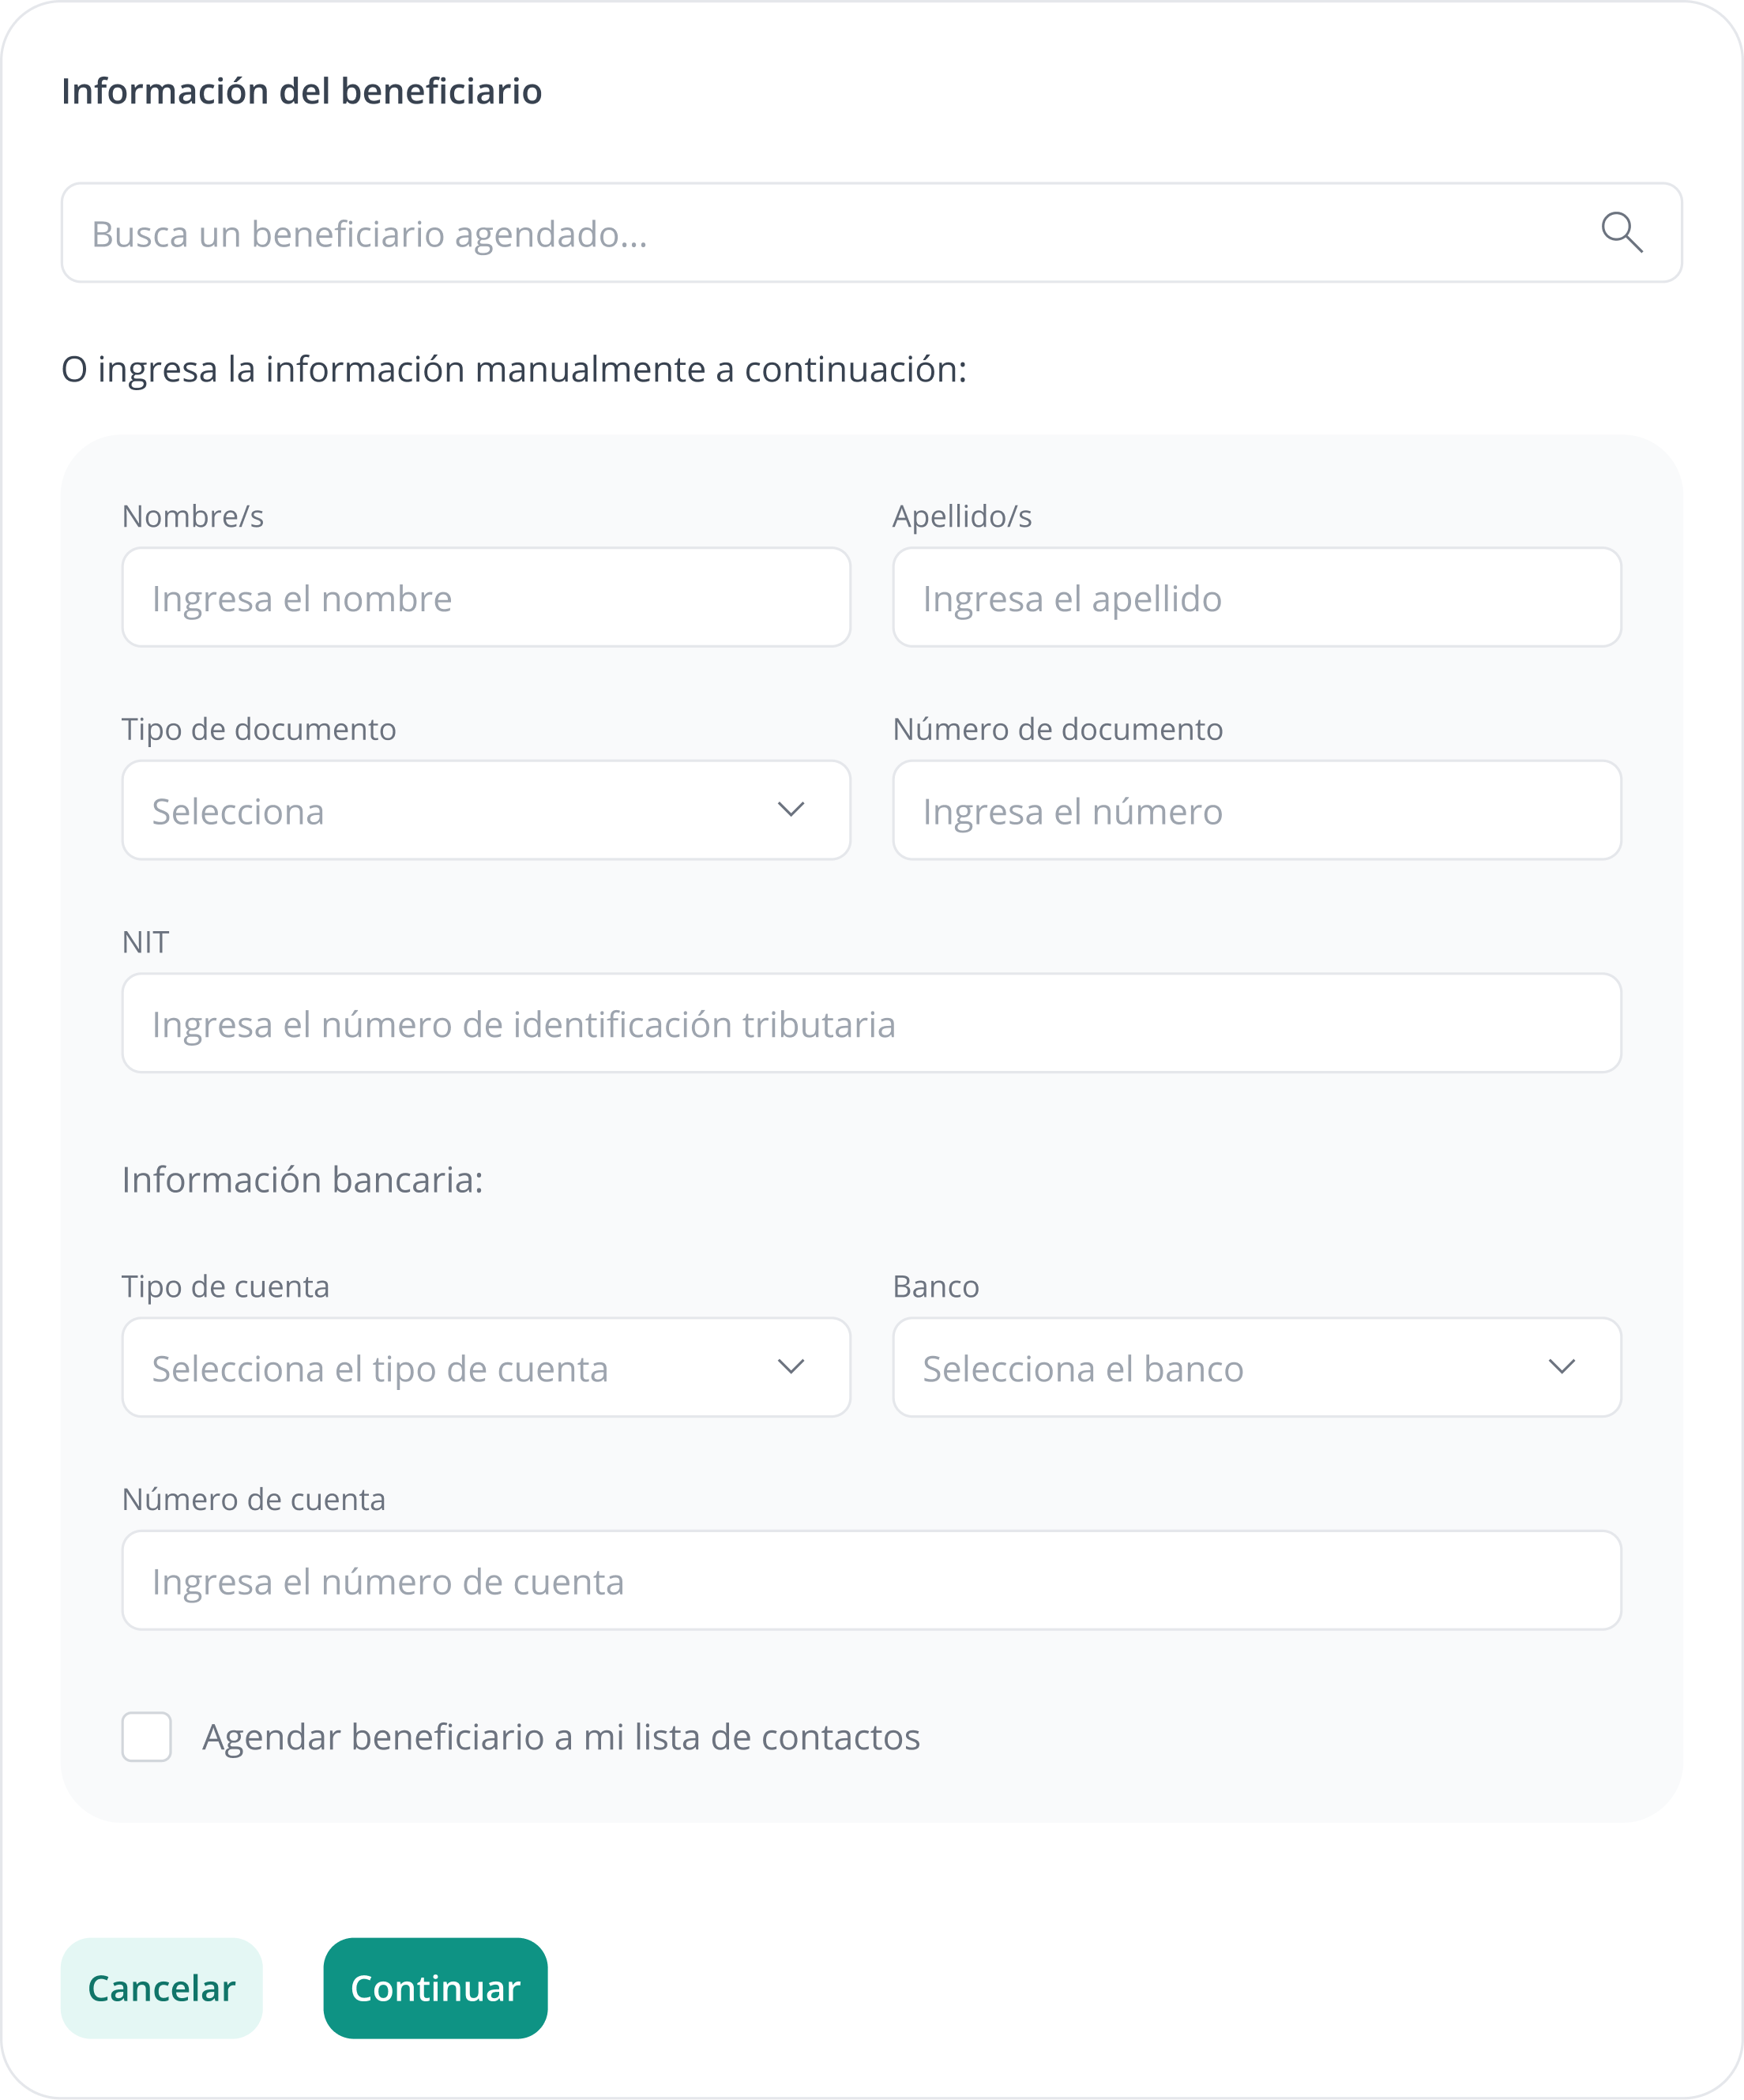 Información del beneficiario
Busca un beneficiario agendado...
O ingresa la información manualmente a continuación:
Nombre/s
Apellido/s
Ingresa el nombre
Ingresa el apellido
Tipo de documento
Número de documento
Selecciona
Ingresa el número
NIT
Ingresa el número de identificación tributaria
Información bancaria:
Tipo de cuenta
Banco
Selecciona el tipo de cuenta
Selecciona el banco
Número de cuenta
Ingresa el número de cuenta
Agendar beneficiario a mi lista de contactos
Cancelar
Continuar